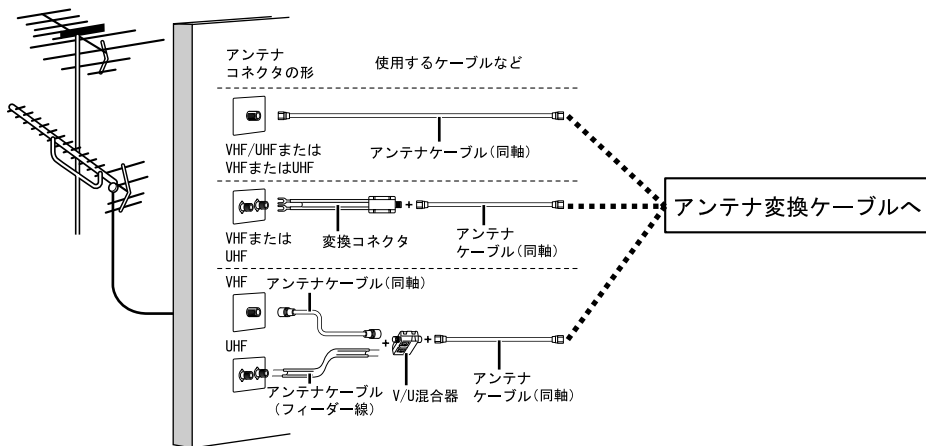 アンテナ
コネクタの形
使用するケーブルなど
VHF/UHFまたは
VHFまたはUHF
アンテナケーブル(同軸)
VHFまたは
UHF
変換コネクタ
+
アンテナ
ケーブル(同軸)
アンテナ変換ケーブルへ
VHF
アンテナケーブル(同軸)
UHF
+
+
アンテナケーブル
(フィーダー線)
V/U混合器
アンテナ
ケーブル(同軸)